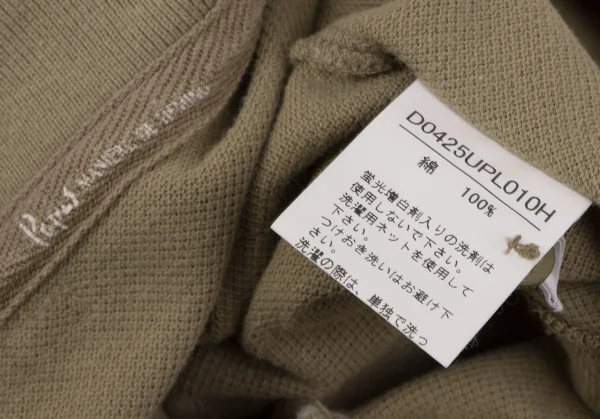 Papas
D0425UPL010H
綿 100%
蛍光増白剤入りの洗剤は
使用しないで下さい。
洗濯用ネットを使用して
下さい。
つけおき洗いはお避け下
さい。
洗濯の際は、単独で洗っ